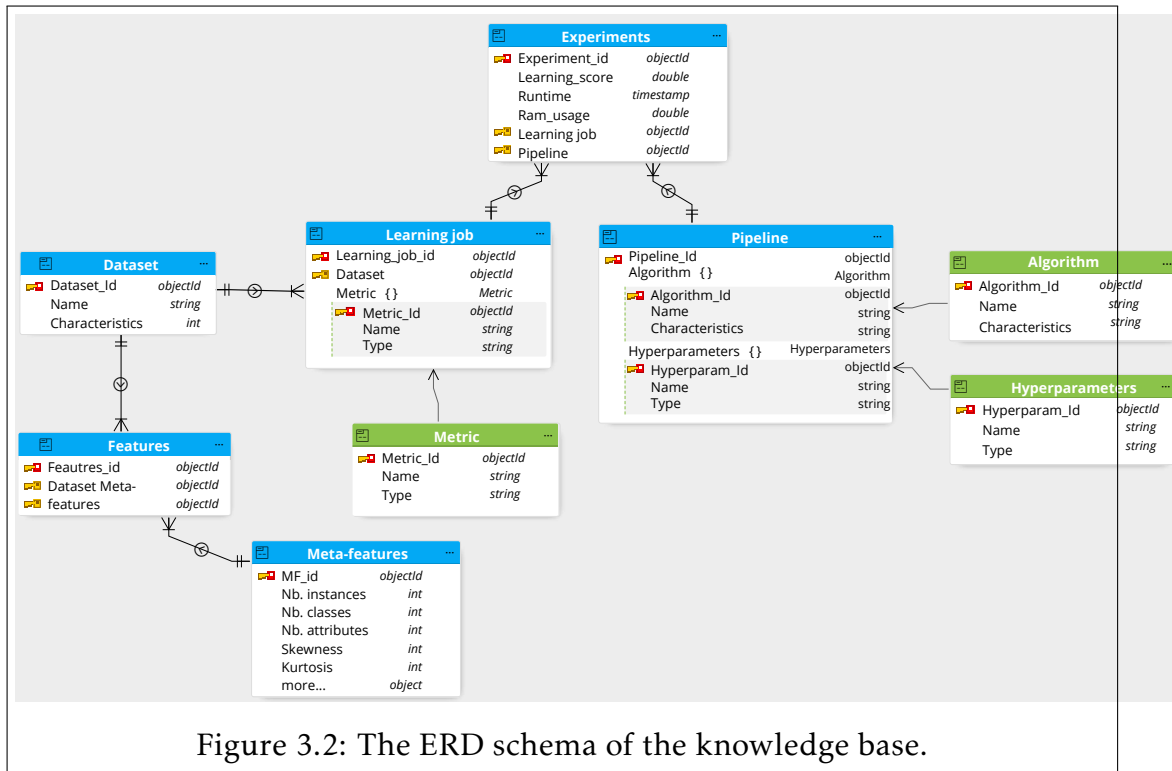 Experiments ...
Experiment_id objectId
Learning_score double
Runtime timestamp
Ram_usage double
Learning job objectId
Pipeline objectId
Learning job ...
Learning_job_id objectId
Dataset objectId
Metric {} Metric
Metric_Id objectId
Name string
Type string
Pipeline ...
Pipeline_Id objectId
Algorithm {} Algorithm
Algorithm_Id objectId
Name string
Characteristics string
Hyperparameters {} Hyperparameters
Hyperparam_Id objectId
Name string
Type string
Dataset ...
Dataset_Id objectId
Name string
Characteristics int
Algorithm ...
Algorithm_Id objectId
Name string
Characteristics string
Hyperparameters ...
Hyperparam_Id objectId
Name string
Type string
Features ...
Feautres_id objectId
Dataset Meta- objectId
features objectId
Metric ...
Metric_Id objectId
Name string
Type string
Meta-features ...
MF_id objectId
Nb. instances int
Nb. classes int
Nb. attributes int
Skewness int
Kurtosis int
more... object
Figure 3.2: The ERD schema of the knowledge base.